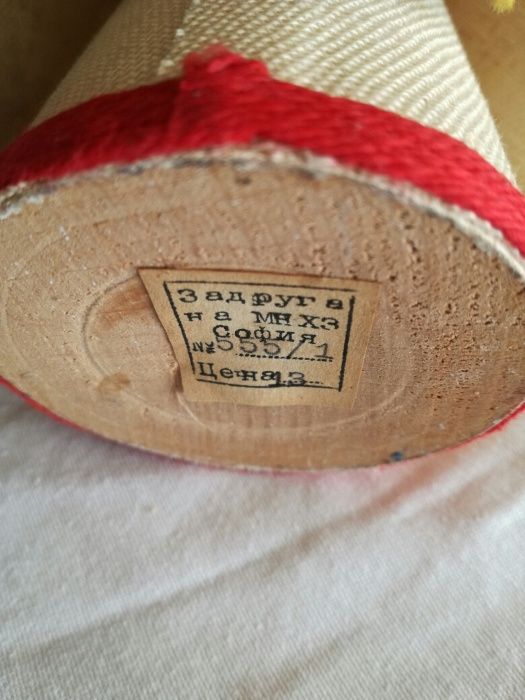 Задруга
на МНХЗ
София
№ 555/1
Цена 13